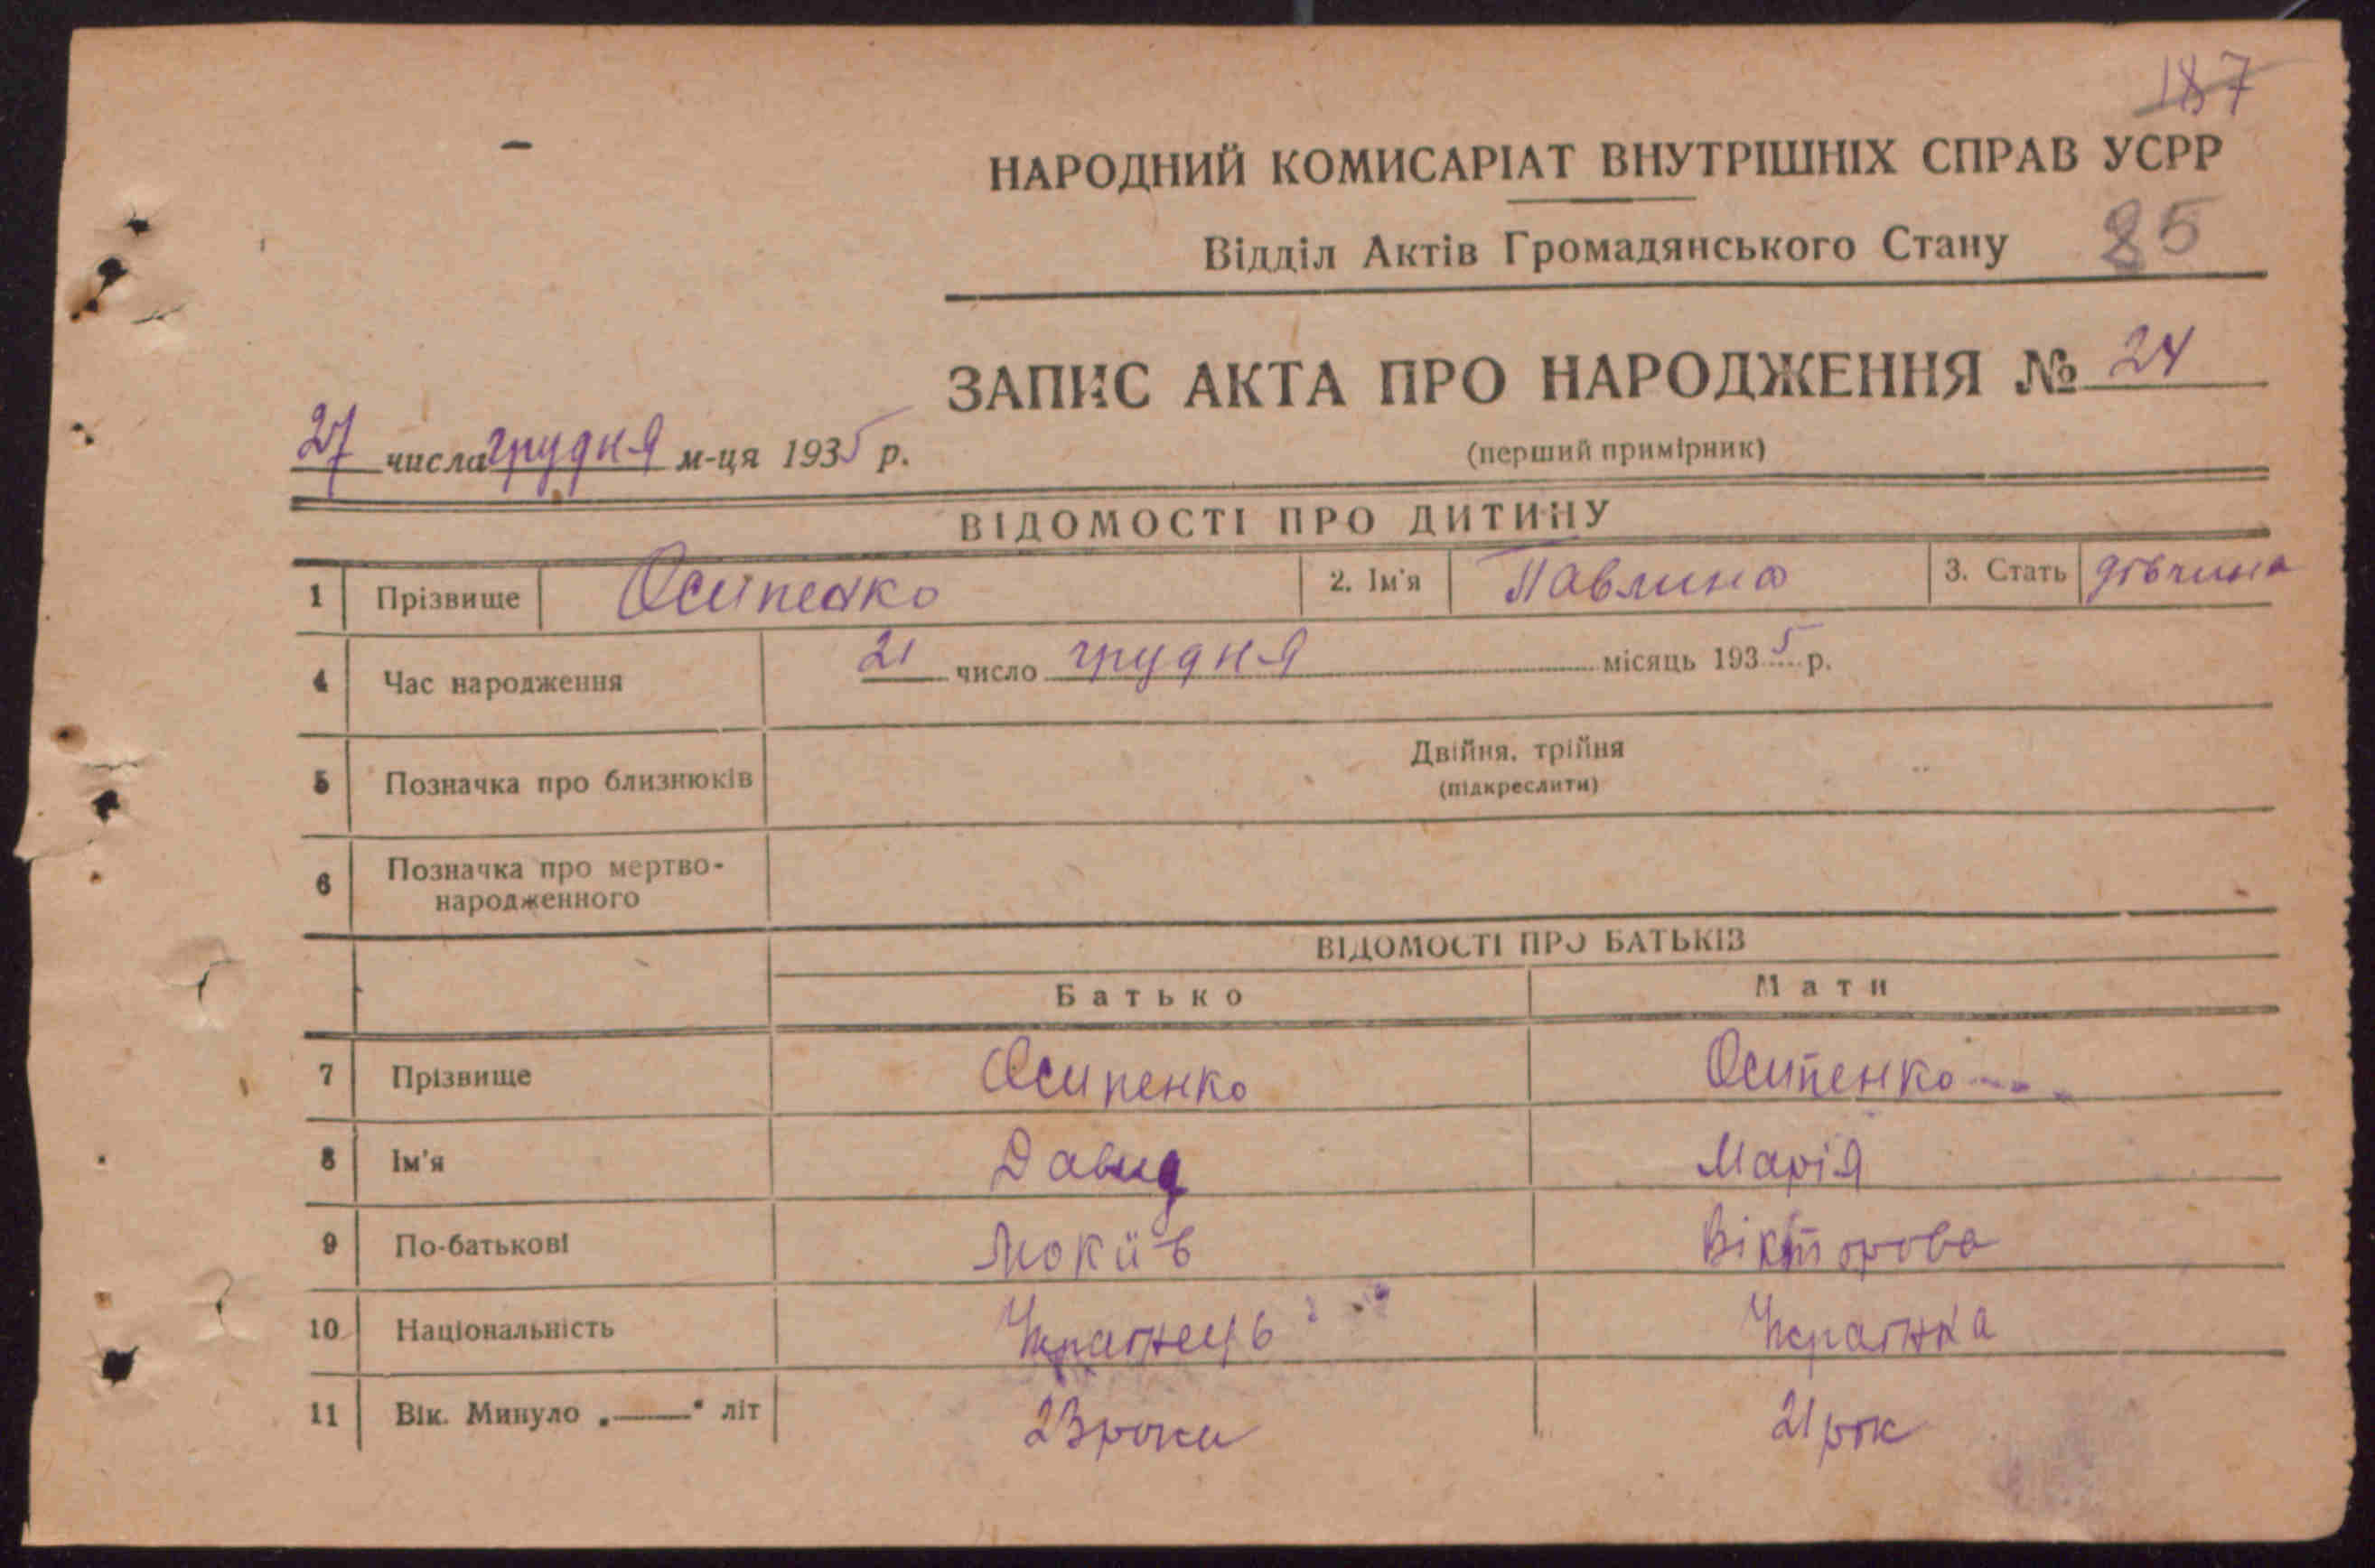 187
НАРОДНИЙ КОМИСАРІАТ ВНУТРІШНІХ СПРАВ УСРР
Відділ Актів Громадянського Стану 85
ЗАПИС АКТА ПРО НАРОДЖЕННЯ № 24
27 числа грудня м-ця 1935 р.
(перший примірник)
ВІДОМОСТІ ПРО ДИТИНУ
1 Прізвище Осипенко 2. Ім'я Павлина 3. Стать дівчина
4 Час народження 21 число грудня місяць 1935 р.
5 Позначка про близнюків Двійня, трійня
(підкреслити)
6 Позначка про мертво-
народженного
ВІДОМОСТІ ПРО БАТЬКІВ
Батько Мати
7 Прізвище Осипенко Осипенко
8 Ім'я Давид Марія
9 По-батькові Мокіїв Вікторова
10 Національність Українець Українка
11 Вік. Минуло „—" літ 23 роки 21 рок